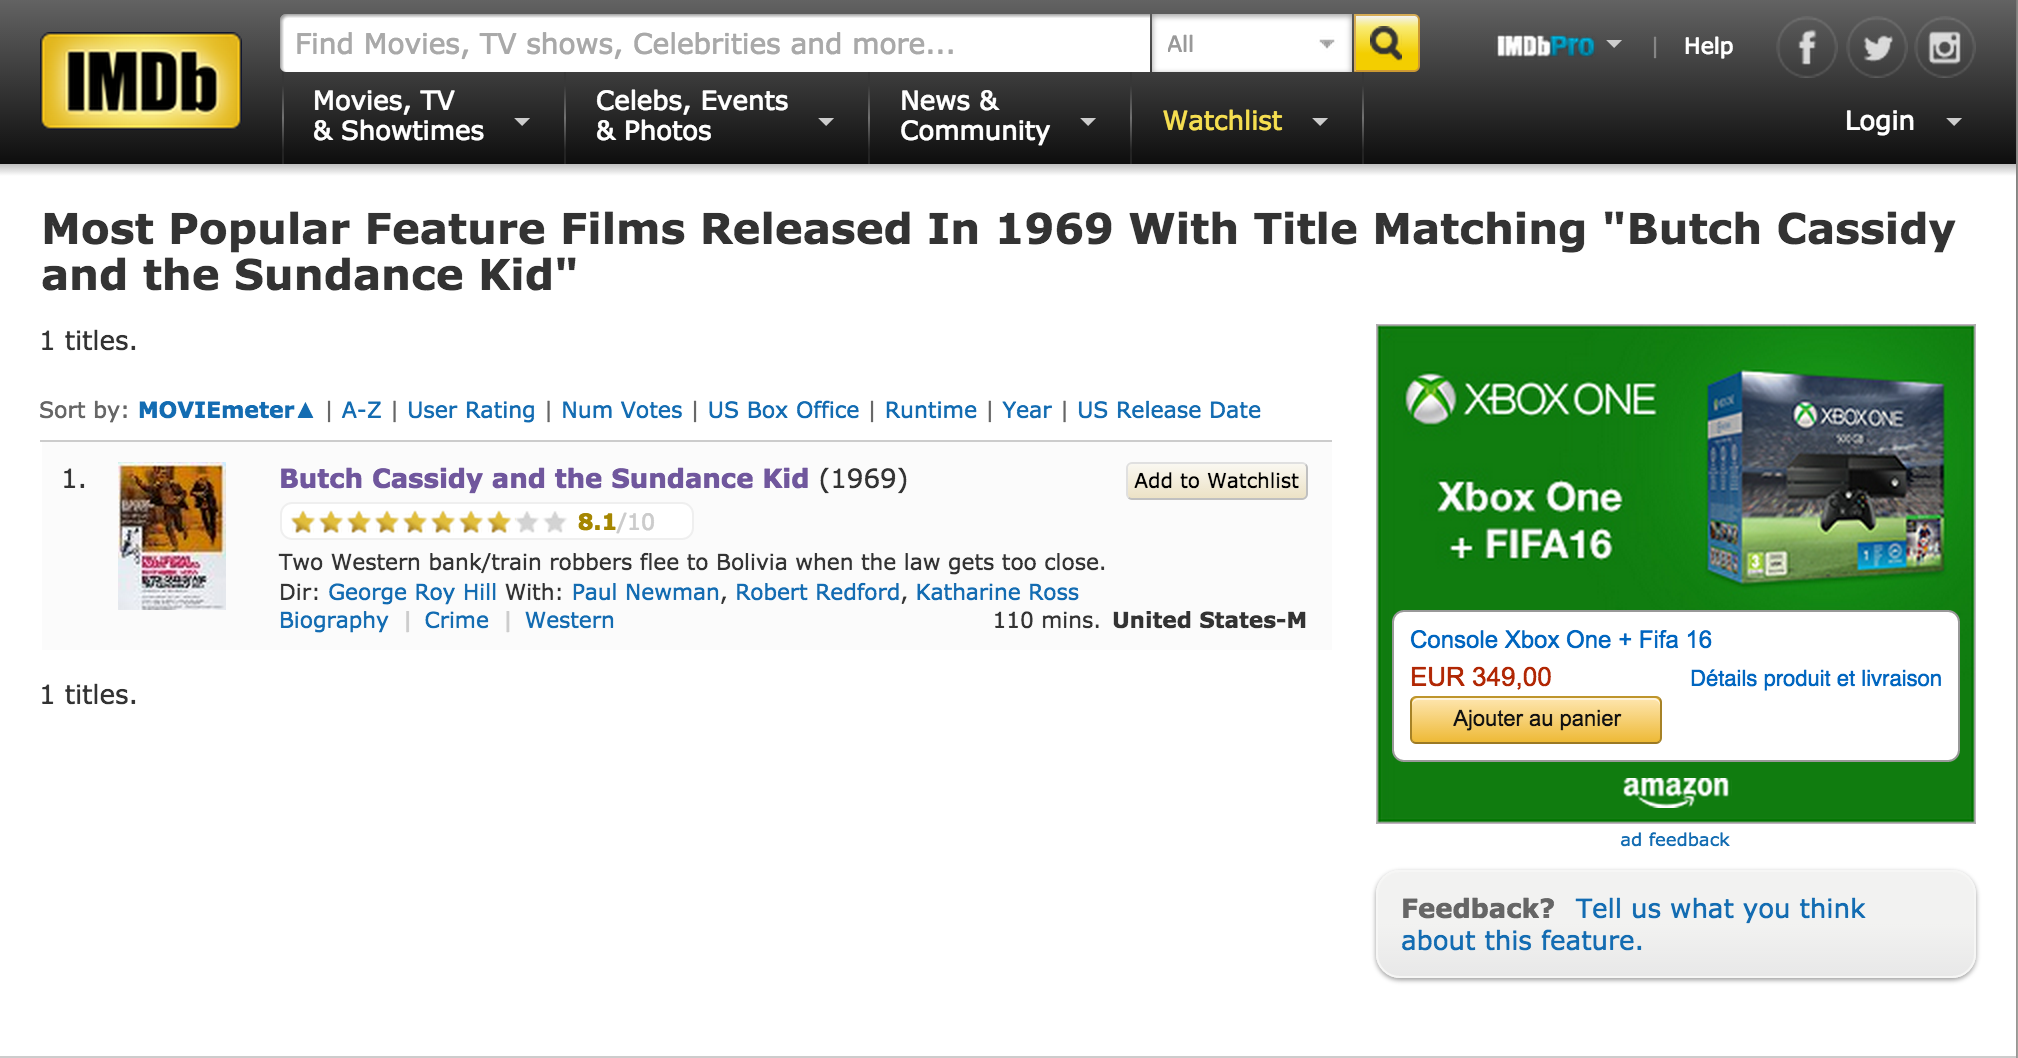 IMDb
Find Movies, TV shows, Celebrities and more...
All
IMDbPro
|
Help
Movies, TV
& Showtimes
Celebs, Events
& Photos
News &
Community
Watchlist
Login
Most Popular Feature Films Released In 1969 With Title Matching "Butch Cassidy
and the Sundance Kid"
1 titles.
Sort by: MOVIEmeter▲ | A-Z | User Rating | Num Votes | US Box Office | Runtime | Year | US Release Date
1.
Butch Cassidy and the Sundance Kid (1969)
Add to Watchlist
8.1/10
Two Western bank/train robbers flee to Bolivia when the law gets too close.
Dir: George Roy Hill With: Paul Newman, Robert Redford, Katharine Ross
Biography | Crime | Western
110 mins. United States-M
1 titles.
XBOX ONE
Xbox One
+ FIFA16
XBOX ONE
500 GB
Console Xbox One + Fifa 16
EUR 349,00
Détails produit et livraison
Ajouter au panier
amazon
ad feedback
Feedback? Tell us what you think
about this feature.